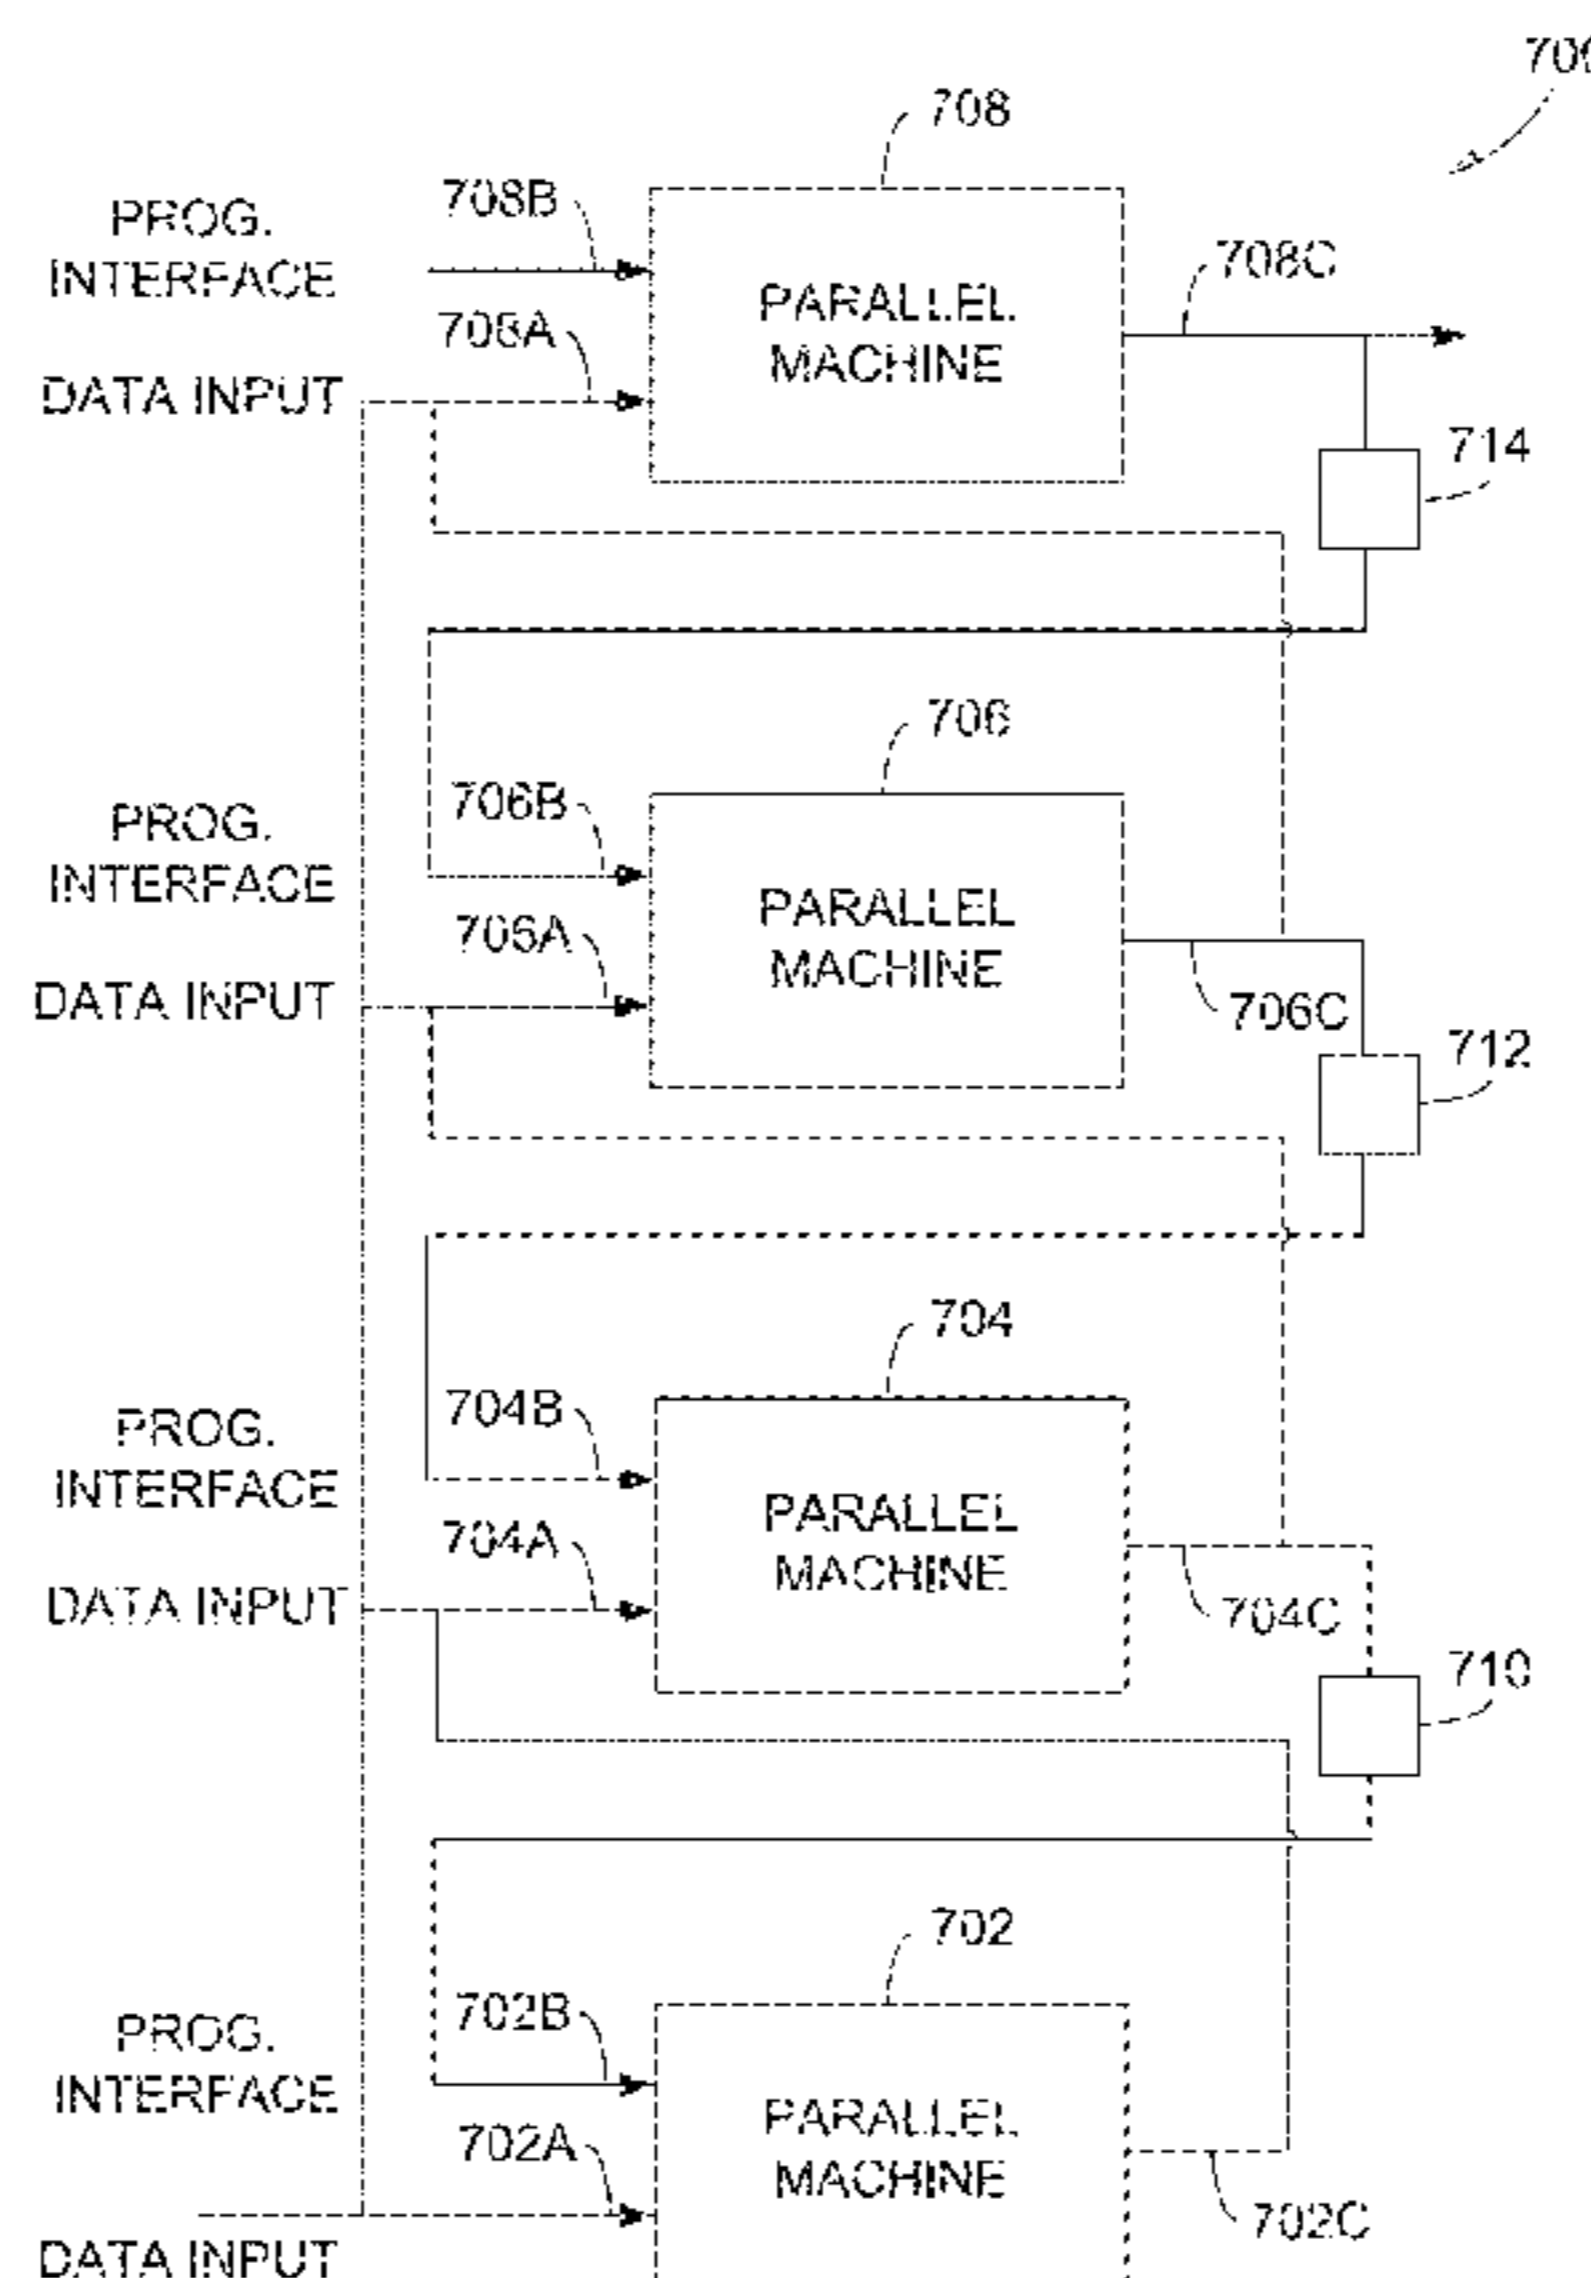 700
708
708B
PROG.
INTERFACE
708C
PARALLEL
MACHINE
708A
DATA INPUT
714
706
706B
PROG.
INTERFACE
PARALLEL
MACHINE
706A
DATA INPUT
706C
712
704
704B
PROG.
INTERFACE
PARALLEL
MACHINE
704A
DATA INPUT
704C
710
702
702B
PROG.
INTERFACE
PARALLEL
MACHINE
702A
702C
DATA INPUT